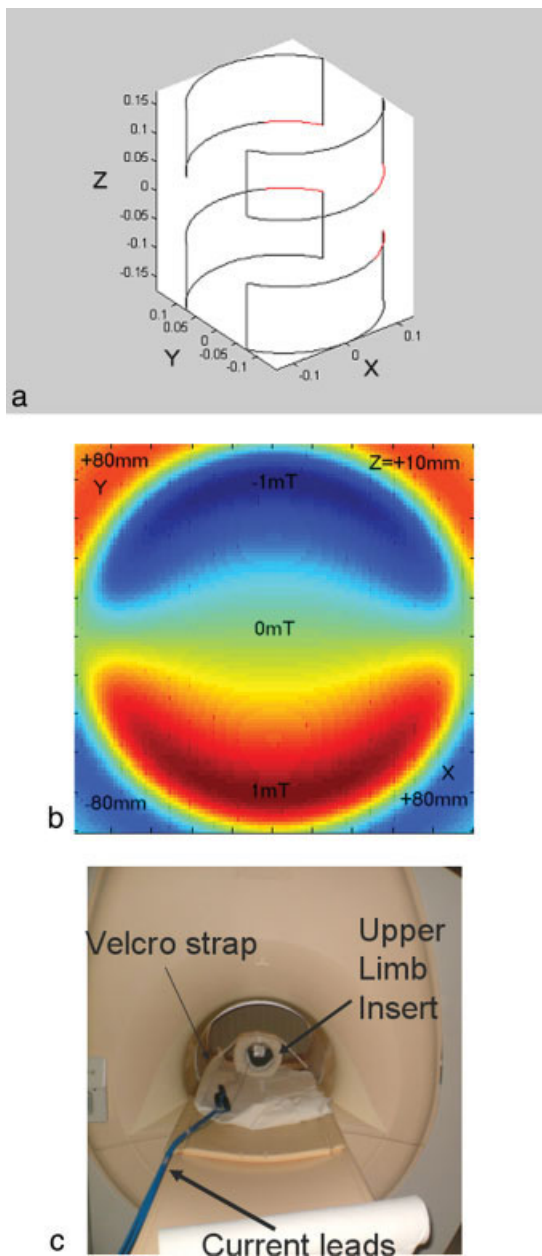 0.15
0.1
0.05
Z
0
-0.05
-0.1
-0.15
0.1
0.05
0
-0.05
-0.1
Y
-0.1
0
0.1
X
a
+80mm
Y
Z=+10mm
-1mT
0mT
1mT
X
-80mm
+80mm
b
Velcro strap
Upper
Limb
Insert
Current leads
c